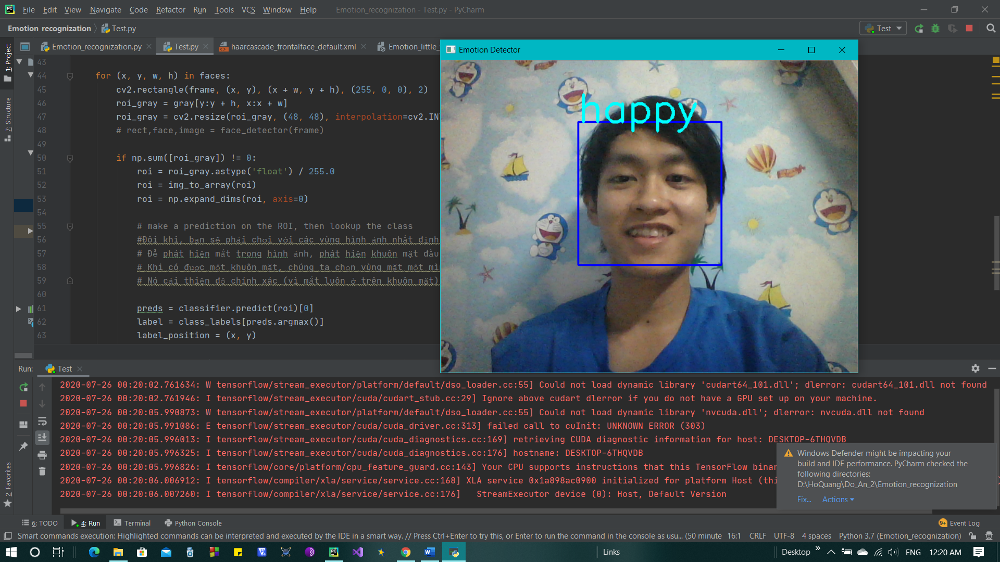 File Edit View Navigate Code Refactor Run Tools VCS Window Help Emotion_recognization - Test.py - PyCharm
Emotion_recognization Test.py Test
Emotion_recognization.py Test.py haarcascade_frontalface_default.xml Emotion_little_
Emotion Detector
happy
1: Project
7: Structure
2: Favorites
43
44 for (x, y, w, h) in faces:
45 cv2.rectangle(frame, (x, y), (x + w, y + h), (255, 0, 0), 2)
46 roi_gray = gray[y:y + h, x:x + w]
47 roi_gray = cv2.resize(roi_gray, (48, 48), interpolation=cv2.IN
48 # rect,face,image = face_detector(frame)
49
50 if np.sum([roi_gray]) != 0:
51 roi = roi_gray.astype('float') / 255.0
52 roi = img_to_array(roi)
53 roi = np.expand_dims(roi, axis=0)
54
55 # make a prediction on the ROI, then lookup the class
56 #Đôi khi, bạn sẽ phải chơi với các vùng hình ảnh nhất định
57 # Để phát hiện mắt trong hình ảnh, phát hiện khuôn mặt đầu
58 # Khi có được một khuôn mặt, chúng ta chọn vùng mặt một mì
59 # Nó cải thiện độ chính xác (vì mắt luôn ở trên khuôn mặt)
60
61 preds = classifier.predict(roi)[0]
62 label = class_labels[preds.argmax()]
63 label_position = (x, y)
Run: Test
2020-07-26 00:20:02.761634: W tensorflow/stream_executor/platform/default/dso_loader.cc:55] Could not load dynamic library 'cudart64_101.dll'; dlerror: cudart64_101.dll not found
2020-07-26 00:20:02.761946: I tensorflow/stream_executor/cuda/cudart_stub.cc:29] Ignore above cudart dlerror if you do not have a GPU set up on your machine.
2020-07-26 00:20:05.990873: W tensorflow/stream_executor/platform/default/dso_loader.cc:55] Could not load dynamic library 'nvcuda.dll'; dlerror: nvcuda.dll not found
2020-07-26 00:20:05.991086: E tensorflow/stream_executor/cuda/cuda_driver.cc:313] failed call to cuInit: UNKNOWN ERROR (303)
2020-07-26 00:20:05.996013: I tensorflow/stream_executor/cuda/cuda_diagnostics.cc:169] retrieving CUDA diagnostic information for host: DESKTOP-6THQVDB
2020-07-26 00:20:05.996325: I tensorflow/stream_executor/cuda/cuda_diagnostics.cc:176] hostname: DESKTOP-6THQVDB
2020-07-26 00:20:05.996826: I tensorflow/core/platform/cpu_feature_guard.cc:143] Your CPU supports instructions that this TensorFlow binar
2020-07-26 00:20:06.006912: I tensorflow/compiler/xla/service/service.cc:168] XLA service 0x1a898ac0900 initialized for platform Host (thi
2020-07-26 00:20:06.007260: I tensorflow/compiler/xla/service/service.cc:176] StreamExecutor device (0): Host, Default Version
Windows Defender might be impacting your
build and IDE performance. PyCharm checked the
following directories:
D:\HoQuang\Do_An_2\Emotion_recognization
Fix... Actions
6: TODO 4: Run Terminal Python Console 9+ Event Log
Smart commands execution: Highlighted commands can be interpreted and executed by the IDE in a smart way. // Press Ctrl+Enter to try this, or Enter to run the command in the console as usu... (50 minute 16:1 CRLF UTF-8 4 spaces Python 3.7 (Emotion_recognization)
Links Desktop ENG 12:20 AM